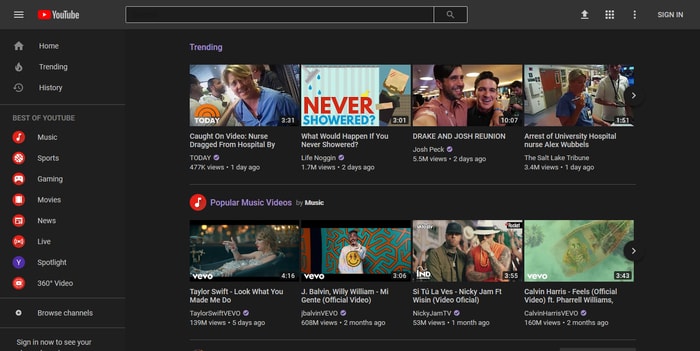 YouTube
SIGN IN
Home
Trending
History
BEST OF YOUTUBE
Music
Sports
Gaming
Movies
News
Live
Spotlight
360° Video
Browse channels
Sign in now to see your
Trending
TODAY
3:31
Caught On Video: Nurse
Dragged From Hospital By
TODAY
477K views • 1 day ago
NEVER
SHOWERED?
3:01
What Would Happen If You
Never Showered?
Life Noggin
1.7M views • 2 days ago
10:07
DRAKE AND JOSH REUNION
Josh Peck
5.5M views • 2 days ago
1:51
Arrest of University Hospital
nurse Alex Wubbels
The Salt Lake Tribune
3.4M views • 1 day ago
Popular Music Videos by Music
vevo
4:16
Taylor Swift - Look What You
Made Me Do
TaylorSwiftVEVO
139M views • 5 days ago
vevo
3:06
J. Balvin, Willy William - Mi
Gente (Official Video)
jbalvinVEVO
608M views • 2 months ago
Rocket
IND
3:55
Si Tú La Ves - Nicky Jam Ft
Wisin (Video Oficial)
NickyJamTV
53M views • 1 month ago
vevo
3:43
Calvin Harris - Feels (Official
Video) ft. Pharrell Williams,
CalvinHarrisVEVO
160M views • 2 months ago